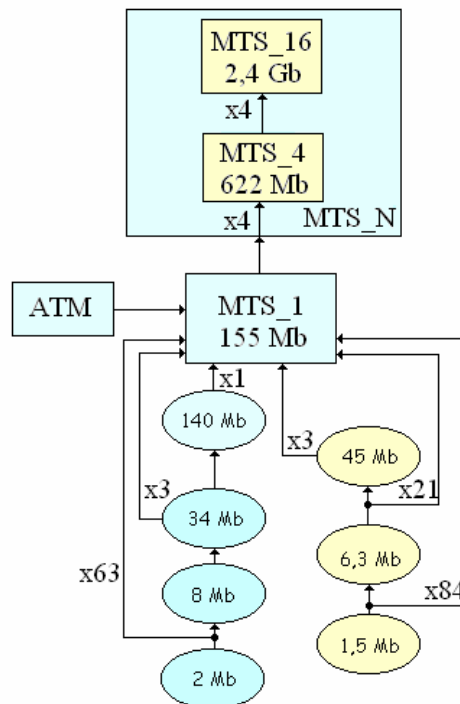 MTS_16
2,4 Gb
x4
MTS_4
622 Mb
x4
MTS_N
ATM
MTS_1
155 Mb
x1
140 Mb
x3
45 Mb
x3
34 Mb
x21
6,3 Mb
x63
8 Mb
x84
1,5 Mb
2 Mb